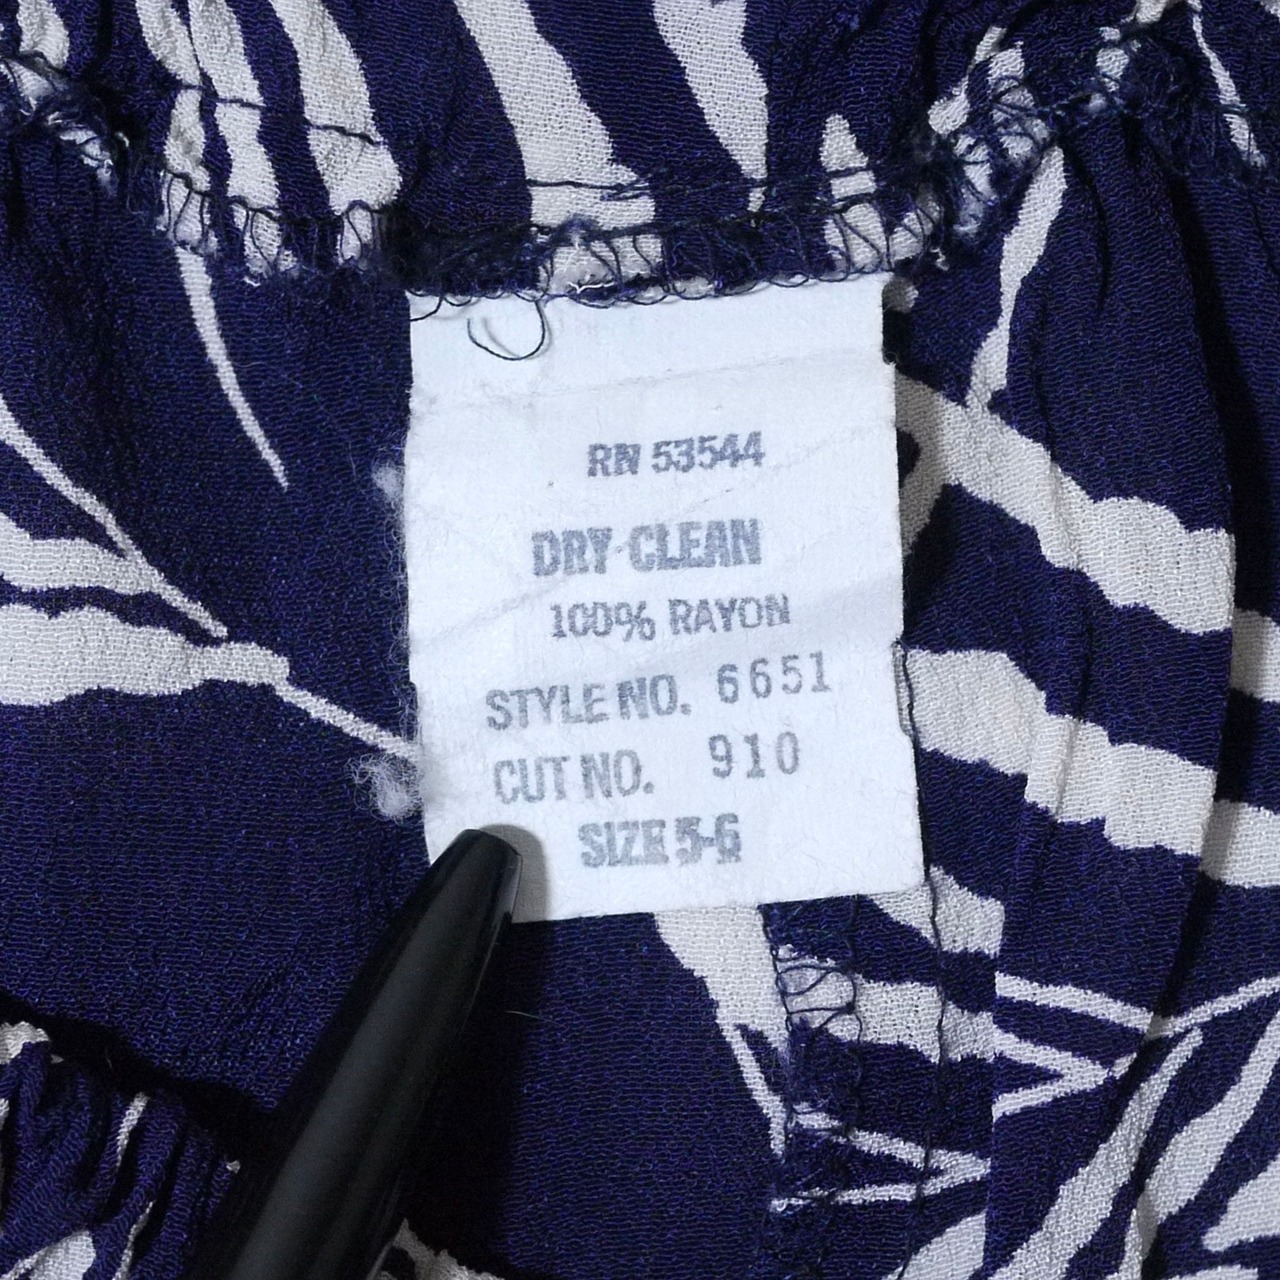 RN 53544
DRY CLEAN
100% RAYON
STYLE NO. 6651
CUT NO. 910
SIZE 5-6